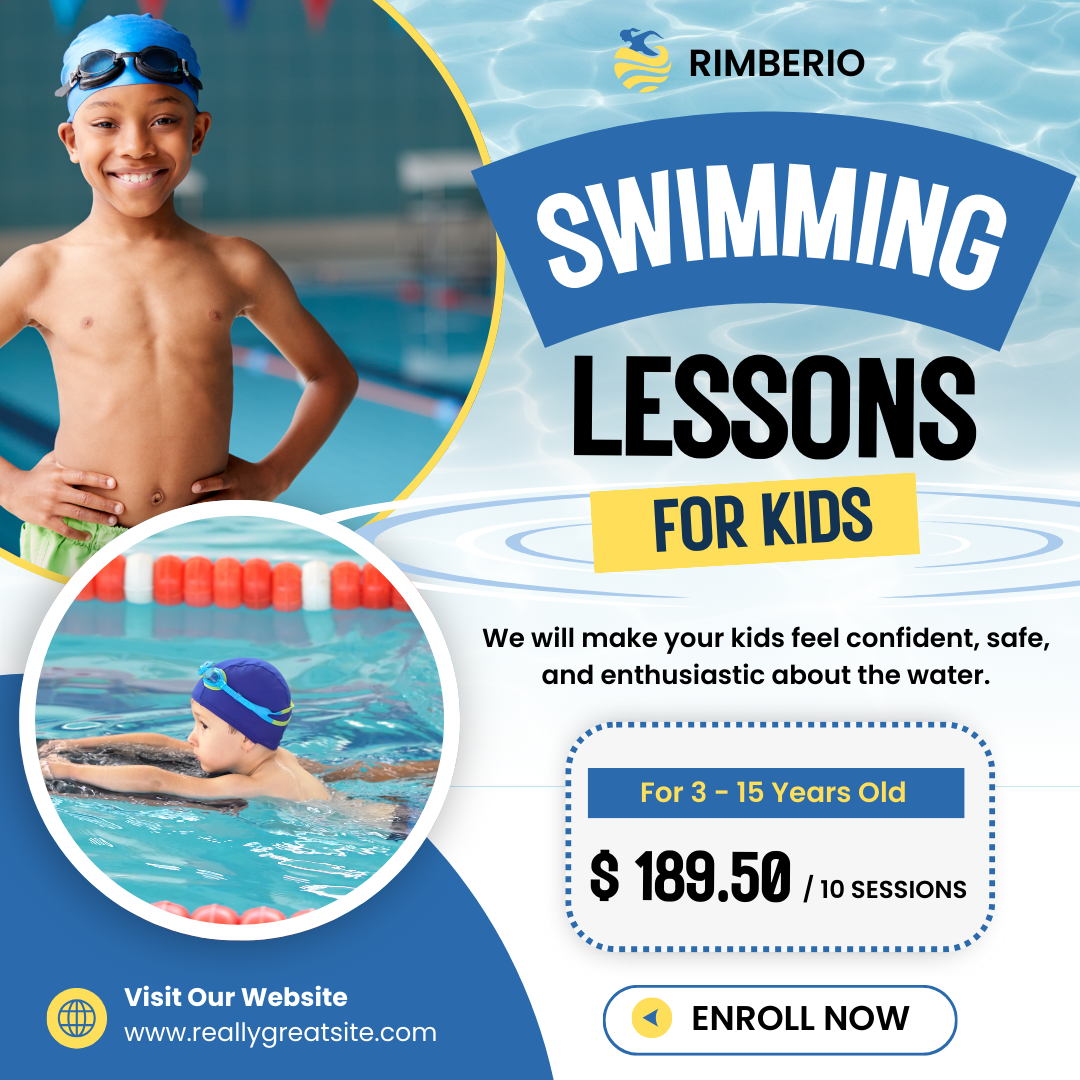 RIMBERIO
SWIMMING
LESSONS
FOR KIDS
We will make your kids feel confident, safe,
and enthusiastic about the water.
For 3 - 15 Years Old
$ 189.50 / 10 SESSIONS
Visit Our Website
www.reallygreatsite.com
ENROLL NOW